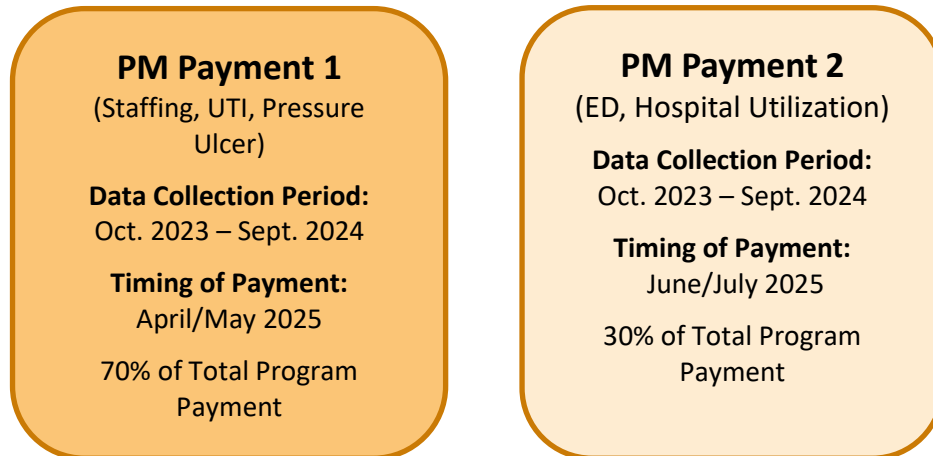 PM Payment 1
(Staffing, UTI, Pressure
Ulcer)
Data Collection Period:
Oct. 2023 – Sept. 2024
Timing of Payment:
April/May 2025
70% of Total Program
Payment
PM Payment 2
(ED, Hospital Utilization)
Data Collection Period:
Oct. 2023 – Sept. 2024
Timing of Payment:
June/July 2025
30% of Total Program
Payment